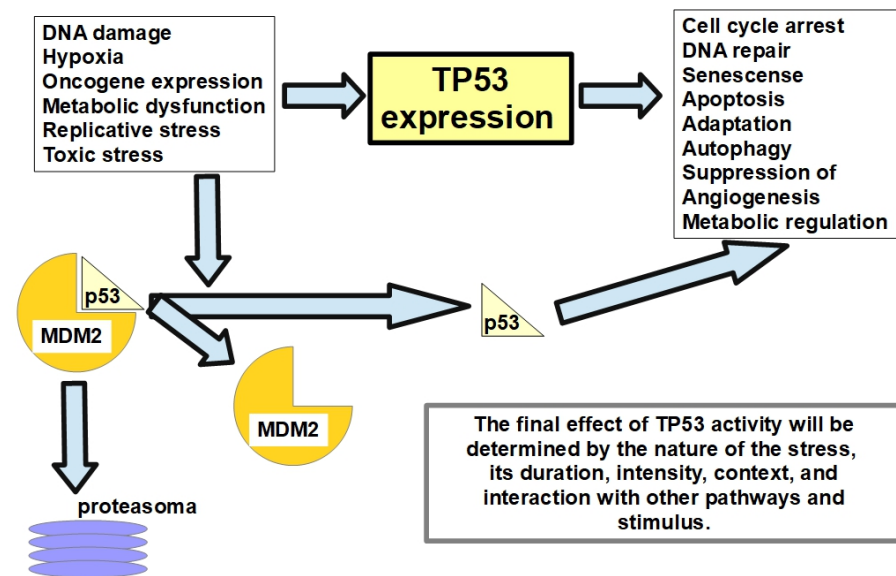 DNA damage
Hypoxia
Oncogene expression
Metabolic dysfunction
Replicative stress
Toxic stress
TP53
expression
Cell cycle arrest
DNA repair
Senescense
Apoptosis
Adaptation
Autophagy
Suppression of
Angiogenesis
Metabolic regulation
p53
MDM2
p53
MDM2
The final effect of TP53 activity will be
determined by the nature of the stress,
its duration, intensity, context, and
interaction with other pathways and
stimulus.
proteasoma